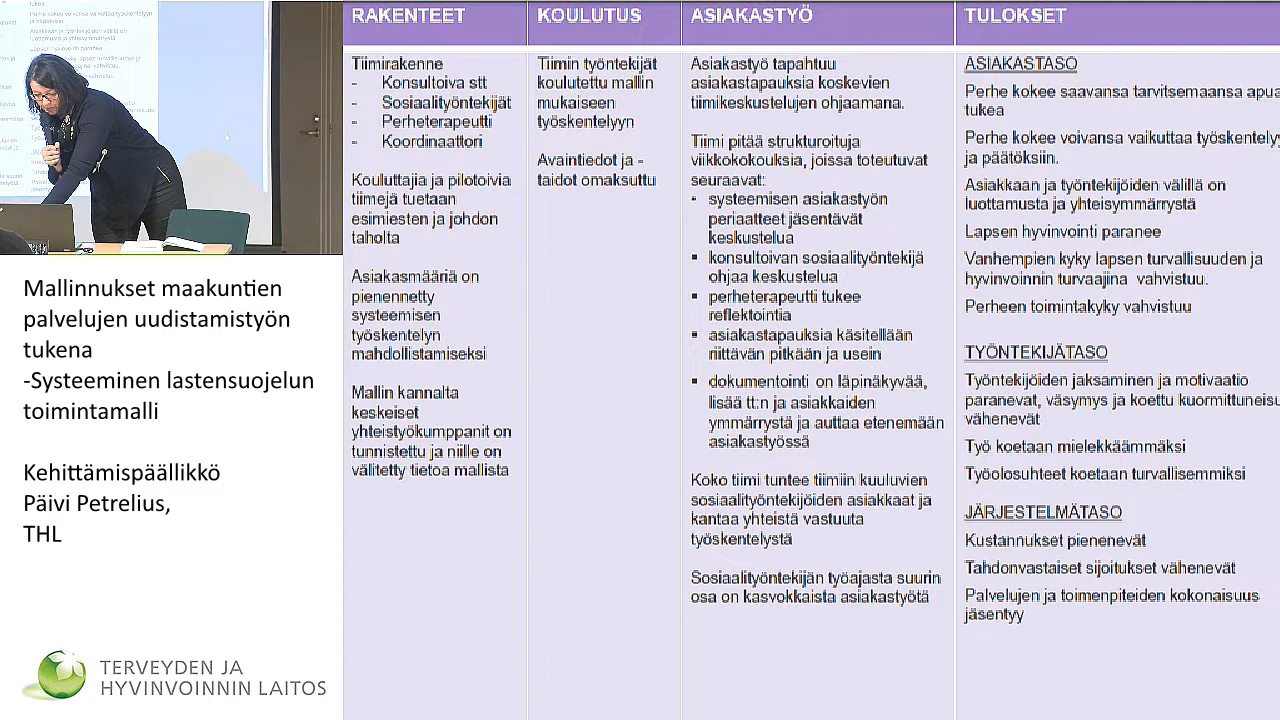 Mallinnukset maakuntien
palvelujen uudistamistyön
tukena
-Systeeminen lastensuojelun
toimintamalli
Kehittämispäällikkö
Päivi Petrelius,
THL
TERVEYDEN JA
HYVINVOINNIN LAITOS
RAKENTEET
Tiimirakenne
- Konsultoiva stt
- Sosiaalityöntekijät
- Perheterapeutti
- Koordinaattori
Kouluttajia ja pilotoivia
tiimejä tuetaan
esimiesten ja johdon
taholta
Asiakasmääriä on
pienennetty
systeemisen
työskentelyn
mahdollistamiseksi
Mallin kannalta
keskeiset
yhteistyökumppanit on
tunnistettu ja niille on
välitetty tietoa mallista
KOULUTUS
Tiimin työntekijät
koulutettu mallin
mukaiseen
työskentelyyn
Avaintiedot ja -
taidot omaksuttu
ASIAKASTYÖ
Asiakastyö tapahtuu
asiakastapauksia koskevien
tiimikeskustelujen ohjaamana.
Tiimi pitää strukturoituja
viikkokokouksia, joissa toteutuvat
seuraavat:
▪ systeemisen asiakastyön
periaatteet jäsentävät
keskustelua
▪ konsultoivan sosiaalityöntekijä
ohjaa keskustelua
▪ perheterapeutti tukee
reflektointia
▪ asiakastapauksia käsitellään
riittävän pitkään ja usein
▪ dokumentointi on läpinäkyvää,
lisää tt:n ja asiakkaiden
ymmärrystä ja auttaa etenemään
asiakastyössä
Koko tiimi tuntee tiimiin kuuluvien
sosiaalityöntekijöiden asiakkaat ja
kantaa yhteistä vastuuta
työskentelystä
Sosiaalityöntekijän työajasta suurin
osa on kasvokkaista asiakastyötä
TULOKSET
ASIAKASTASO
Perhe kokee saavansa tarvitsemaansa apua
tukea
Perhe kokee voivansa vaikuttaa työskentely
ja päätöksiin.
Asiakkaan ja työntekijöiden välillä on
luottamusta ja yhteisymmärrystä
Lapsen hyvinvointi paranee
Vanhempien kyky lapsen turvallisuuden ja
hyvinvoinnin turvaajina vahvistuu.
Perheen toimintakyky vahvistuu
TYÖNTEKIJÄTASO
Työntekijöiden jaksaminen ja motivaatio
paranevat, väsymys ja koettu kuormittuneisu
vähenevät
Työ koetaan mielekkäämmäksi
Työolosuhteet koetaan turvallisemmiksi
JÄRJESTELMÄTASO
Kustannukset pienenevät
Tahdonvastaiset sijoitukset vähenevät
Palvelujen ja toimenpiteiden kokonaisuus
jäsentyy